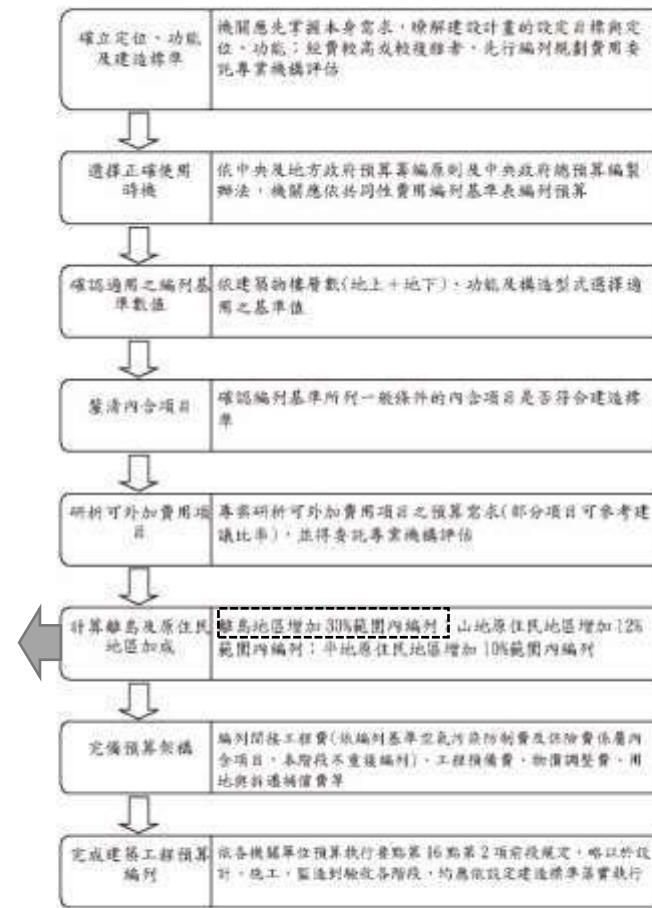 確立定位、功能
及建造標準
機關應先掌握本身需求，瞭解建設計畫的設定目標與定
位、功能；經費較高或較複雜者，先行編列規劃費用委
託專業機構評估
選擇正確使用
時機
依中央及地方政府預算籌編原則及中央政府總預算編製
辦法，機關應依共同性費用編列基準表編列預算
確認適用之編列基
準數值
依建築物樓層數(地上＋地下)、功能及構造型式選擇適
用之基準值
釐清內含項目
確認編列基準所列一般條件的內含項目是否符合建造標
準
研析可外加費用項
目
專案研析可外加費用項目之預算需求(部分項目可參考建
議比率)，並得委託專業機構評估
計算離島及原住民
地區加成
離島地區增加 30%範圍內編列；山地原住民地區增加 12%
範圍內編列；平地原住民地區增加 10%範圍內編列
完備預算架構
編列間接工程費(依編列基準空氣污染防制費及保險費係屬內
含項目，本階段不重複編列)、工程預備費、物價調整費、用
地與拆遷補償費等
完成建築工程預算
編列
依各機關單位預算執行要點第 16 點第 2 項前段規定，略以於設
計、施工、監造到驗收各階段，均應依設定建造標準落實執行